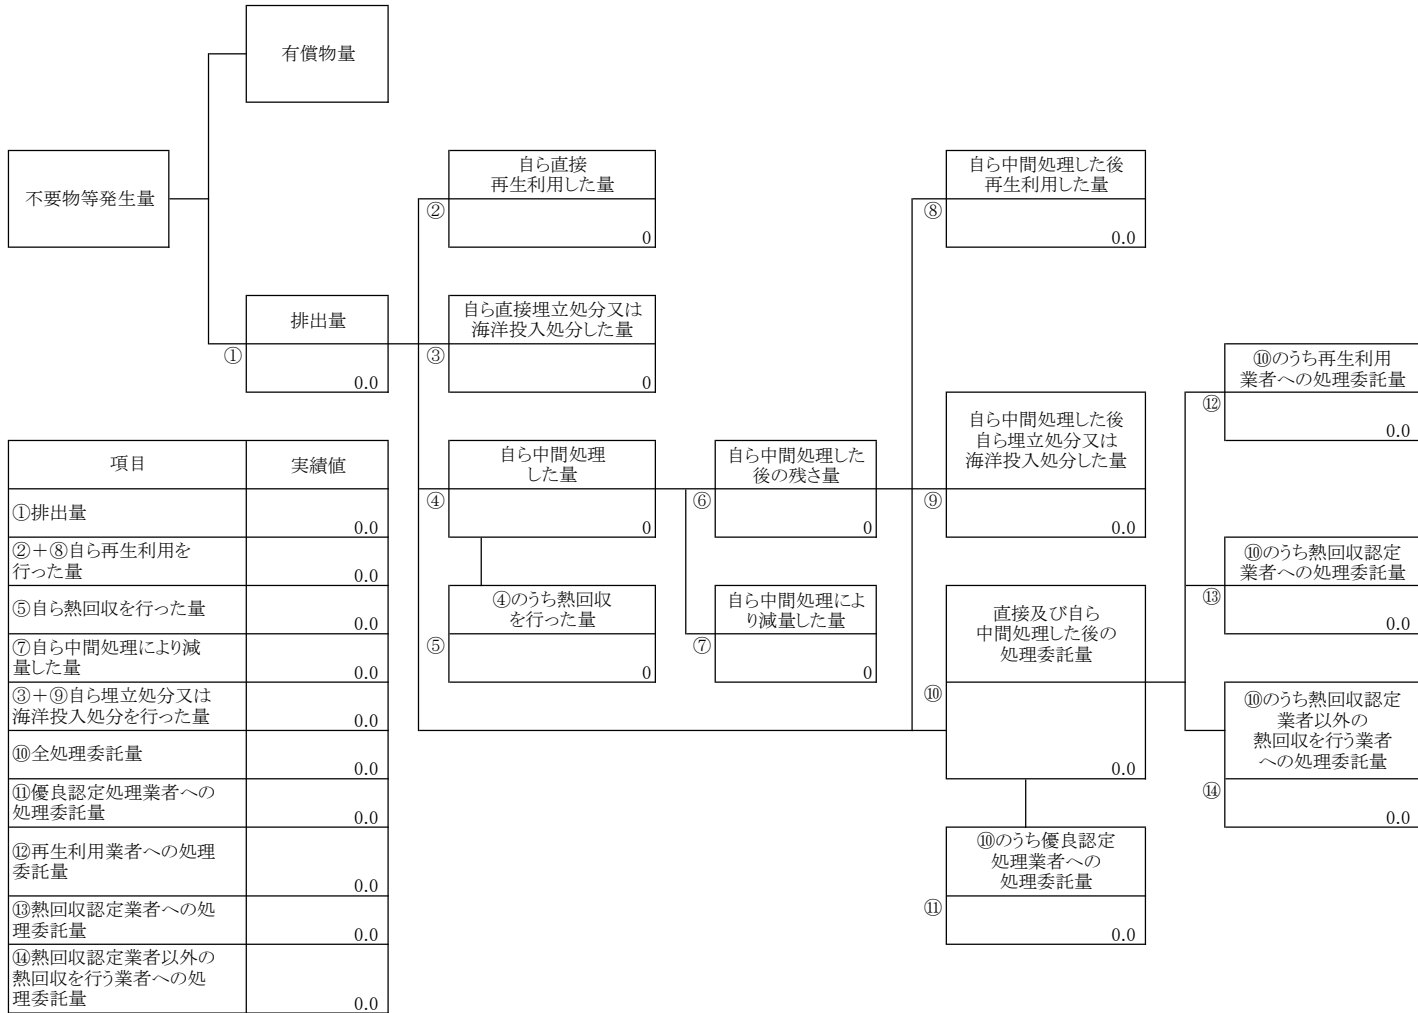 有償物量
不要物等発生量
自ら直接
再生利用した量
②
0
自ら中間処理した後
再生利用した量
⑧
0.0
排出量
①
0.0
自ら直接埋立処分又は
海洋投入処分した量
③
0
⑩のうち再生利用
業者への処理委託量
⑫
0.0
自ら中間処理
した量
④
0
自ら中間処理した
後の残さ量
⑥
0
自ら中間処理した後
自ら埋立処分又は
海洋投入処分した量
⑨
0.0
⑩のうち熱回収認定
業者への処理委託量
⑬
0.0
④のうち熱回収
を行った量
⑤
0
自ら中間処理によ
り減量した量
⑦
0
直接及び自ら
中間処理した後の
処理委託量
⑩
0.0
⑩のうち熱回収認定
業者以外の
熱回収を行う業者
への処理委託量
⑭
0.0
⑩のうち優良認定
処理業者への
処理委託量
⑪
0.0
項目 実績値
①排出量
0.0
②+⑧自ら再生利用を
行った量 0.0
⑤自ら熱回収を行った量
0.0
⑦自ら中間処理により減
量した量 0.0
③+⑨自ら埋立処分又は
海洋投入処分を行った量 0.0
⑩全処理委託量
0.0
⑪優良認定処理業者への
処理委託量 0.0
⑫再生利用業者への処理
委託量
0.0
⑬熱回収認定業者への処
理委託量 0.0
⑭熱回収認定業者以外の
熱回収を行う業者への処
理委託量 0.0